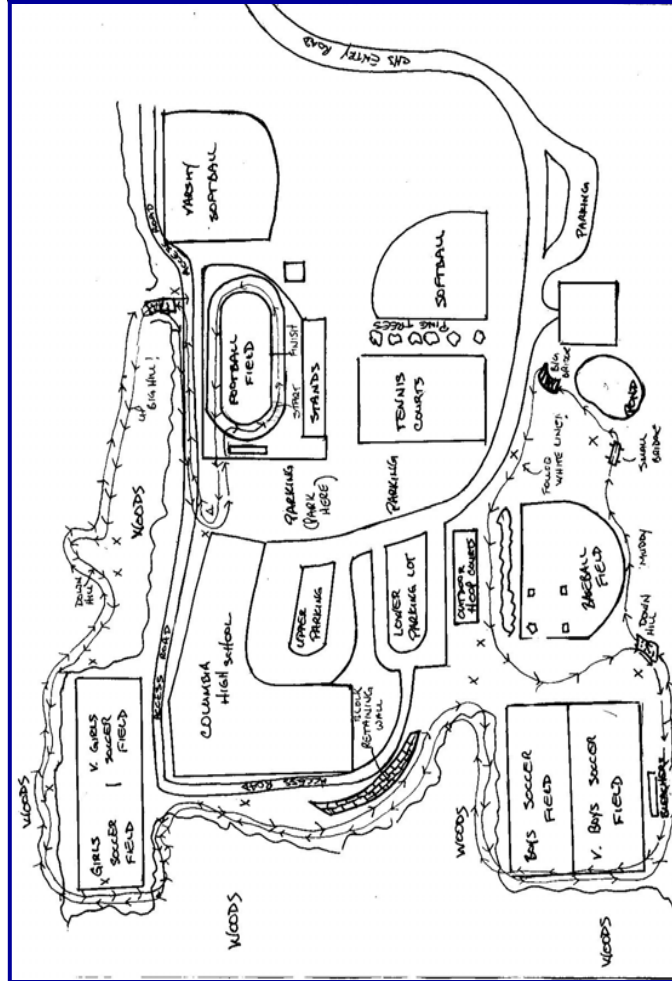 CHS ENTRY ROAD
VARSITY
SOFTBALL
ACCESS ROAD
PARKING
SOFTBALL
PINE TREES
FOOTBALL
FIELD
START
FINISH
STANDS
UP BIG HILL!
WOODS
DOWN
HILL
TENNIS
COURTS
BIG
BRIDGE
POND
SMALL
BRIDGE
FOLLOW
WHITE LINE!
PARKING
(PARK
HERE)
PARKING
OUTDOOR
HOOP COURTS
BASEBALL
FIELD
MUDDY
DOWN
HILL
UPPER
PARKING
LOWER
PARKING LOT
COLUMBIA
HIGH SCHOOL
ACCESS ROAD
BLOCK
RETAINING
WALL
ACCESS
ROAD
V. GIRLS
SOCCER
FIELD
GIRLS
SOCCER
FIELD
WOODS
BOYS SOCCER
FIELD
V. BOYS SOCCER
FIELD
BLEACHERS
WOODS
WOODS
WOODS